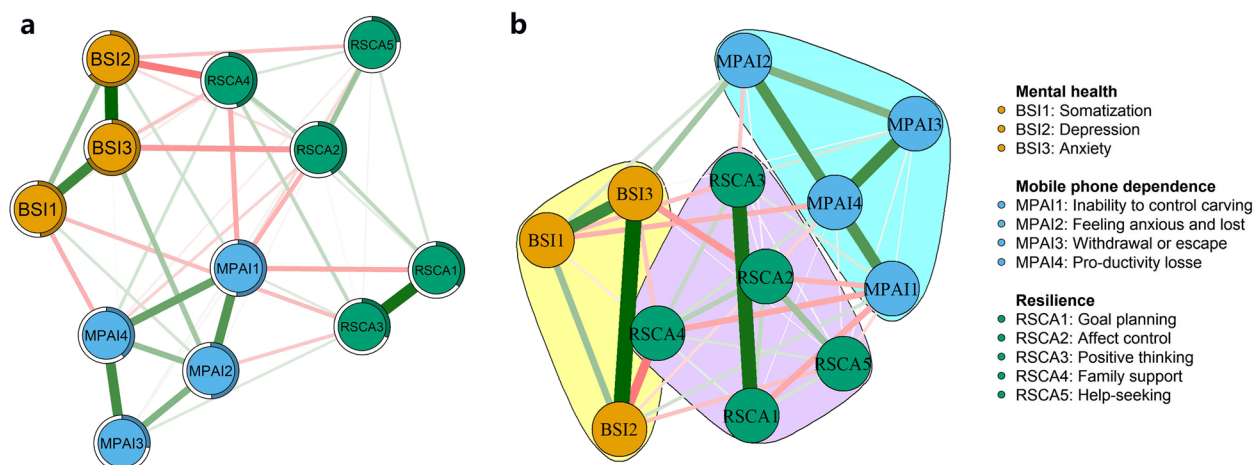 a
BSI2
RSCA4
RSCA5
BSI3
RSCA2
BSI1
MPAI1
RSCA1
RSCA3
MPAI4
MPAI2
MPAI3
b
MPAI2
MPAI3
BSI3
RSCA3
MPAI4
BSI1
RSCA2
MPAI1
RSCA4
RSCA5
RSCA1
BSI2
Mental health
BSI1: Somatization
BSI2: Depression
BSI3: Anxiety
Mobile phone dependence
MPAI1: Inability to control carving
MPAI2: Feeling anxious and lost
MPAI3: Withdrawal or escape
MPAI4: Pro-ductivity losse
Resilience
RSCA1: Goal planning
RSCA2: Affect control
RSCA3: Positive thinking
RSCA4: Family support
RSCA5: Help-seeking